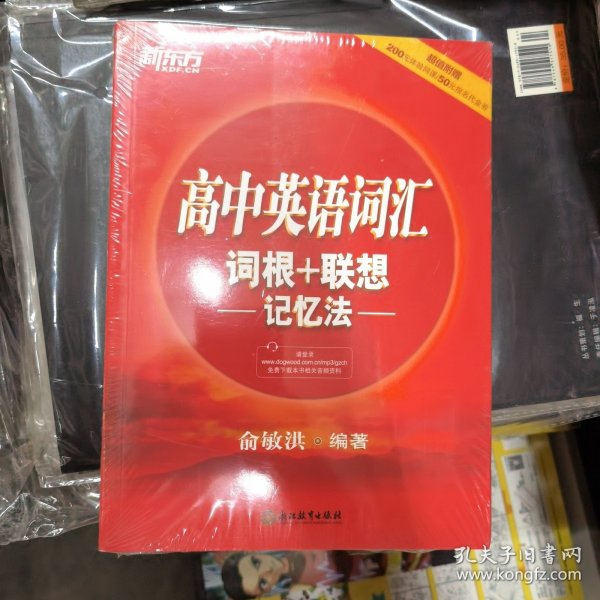 新东方
XDF.CN
超值附赠
200元体验网课/50元报名代金券
高中英语词汇
词根+联想
记忆法
请登录
www.dogwood.com.cn/mp3/gzch
免费下载本书相关音频资料
俞敏洪 编著
浙江教育出版社
孔夫子旧书网
www.kongfz.com